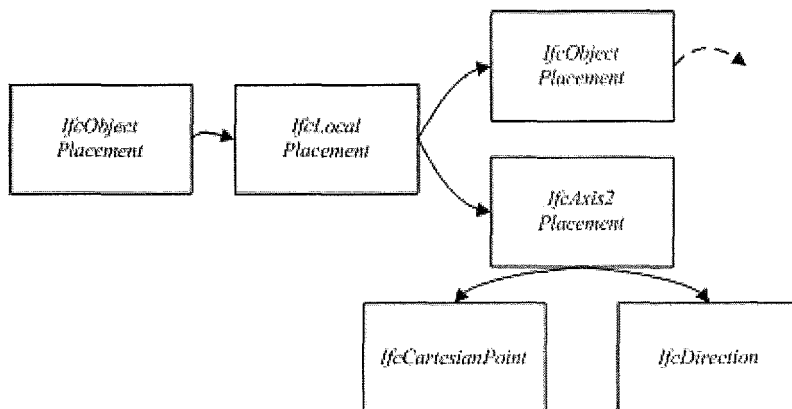 IfcObject
Placement
IfcObject
Placement
IfcLocal
Placement
IfcAxis2
Placement
IfcCartesianPoint
IfcDirection